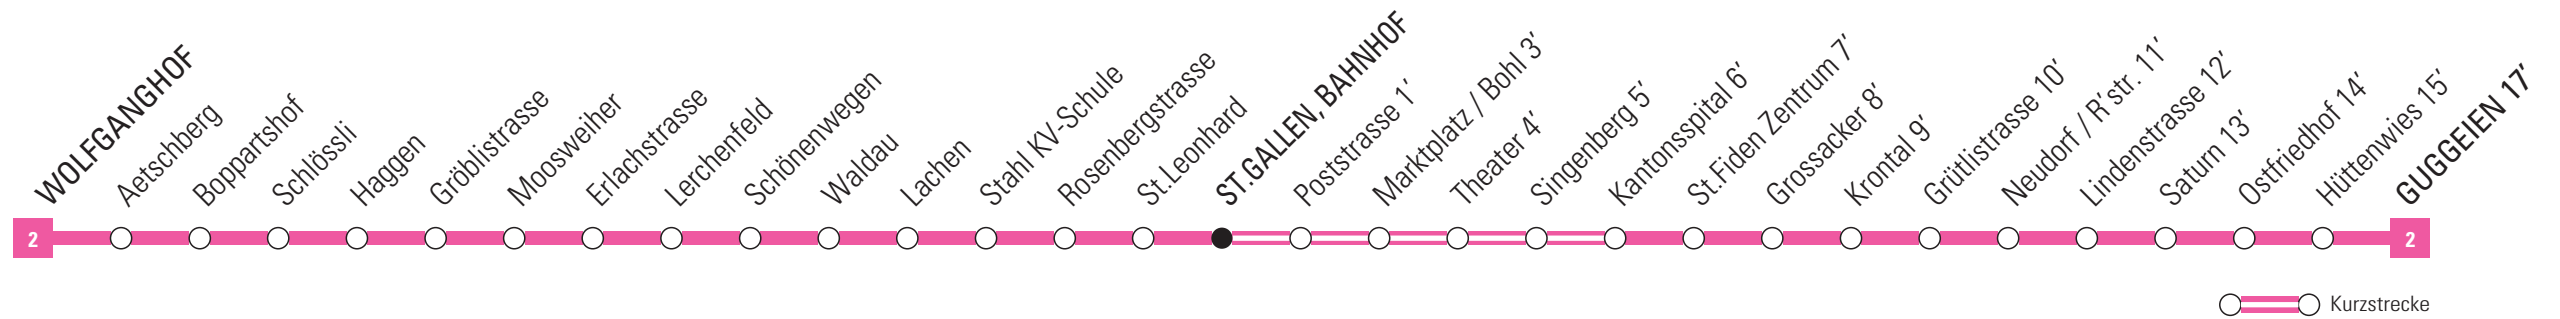 WOLFGANGHOF
Aetschberg
Boppartshof
Schlössli
Haggen
Gröblistrasse
Moosweiher
Erlachstrasse
Lerchenfeld
Schönenwegen
Waldau
Lachen
Stahl KV-Schule
Rosenbergstrasse
St.Leonhard
ST.GALLEN, BAHNHOF
Poststrasse 1’
Marktplatz / Bohl 3’
Theater 4’
Singenberg 5’
Kantonsspital 6’
St.Fiden Zentrum 7’
Grossacker 8’
Krontal 9’
Grütlistrasse 10’
Neudorf / R’str. 11’
Lindenstrasse 12’
Saturn 13’
Ostfriedhof 14’
Hüttenwies 15’
GUGGEIEN 17’
2
2
Kurzstrecke